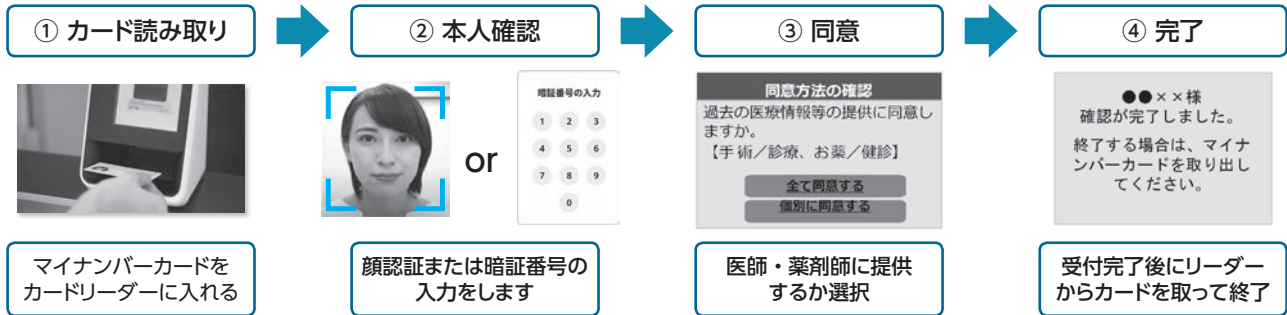 ① カード読み取り
② 本人確認
③ 同意
④ 完了
暗証番号の入力
1 2 3
4 5 6
7 8 9
0
or
同意方法の確認
過去の医療情報等の提供に同意し
ますか。
【手術/診療、お薬/健診】
全て同意する
個別に同意する
●●××様
確認が完了しました。
終了する場合は、マイナ
ンバーカードを取り出し
てください。
マイナンバーカードを
カードリーダーに入れる
顔認証または暗証番号の
入力をします
医師・薬剤師に提供
するか選択
受付完了後にリーダー
からカードを取って終了